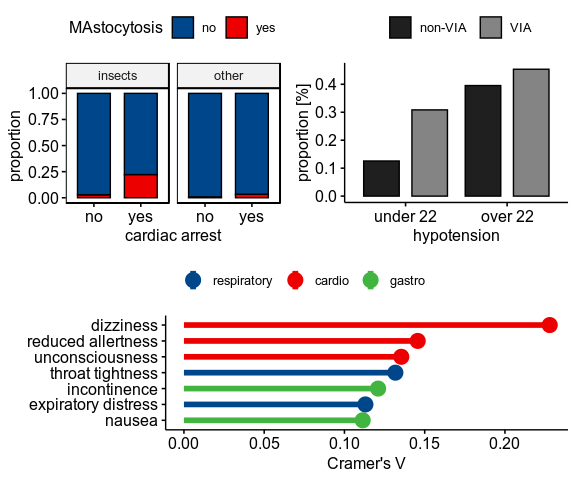 MAstocytosis no yes
insects other
proportion
1.00
0.75
0.50
0.25
0.00
no yes no yes
cardiac arrest
non-VIA VIA
proportion [%]
0.4
0.3
0.2
0.1
0.0
under 22 over 22
hypotension
respiratory cardio gastro
dizziness
reduced allertness
unconsciousness
throat tightness
incontinence
expiratory distress
nausea
0.00 0.05 0.10 0.15 0.20
Cramer's V